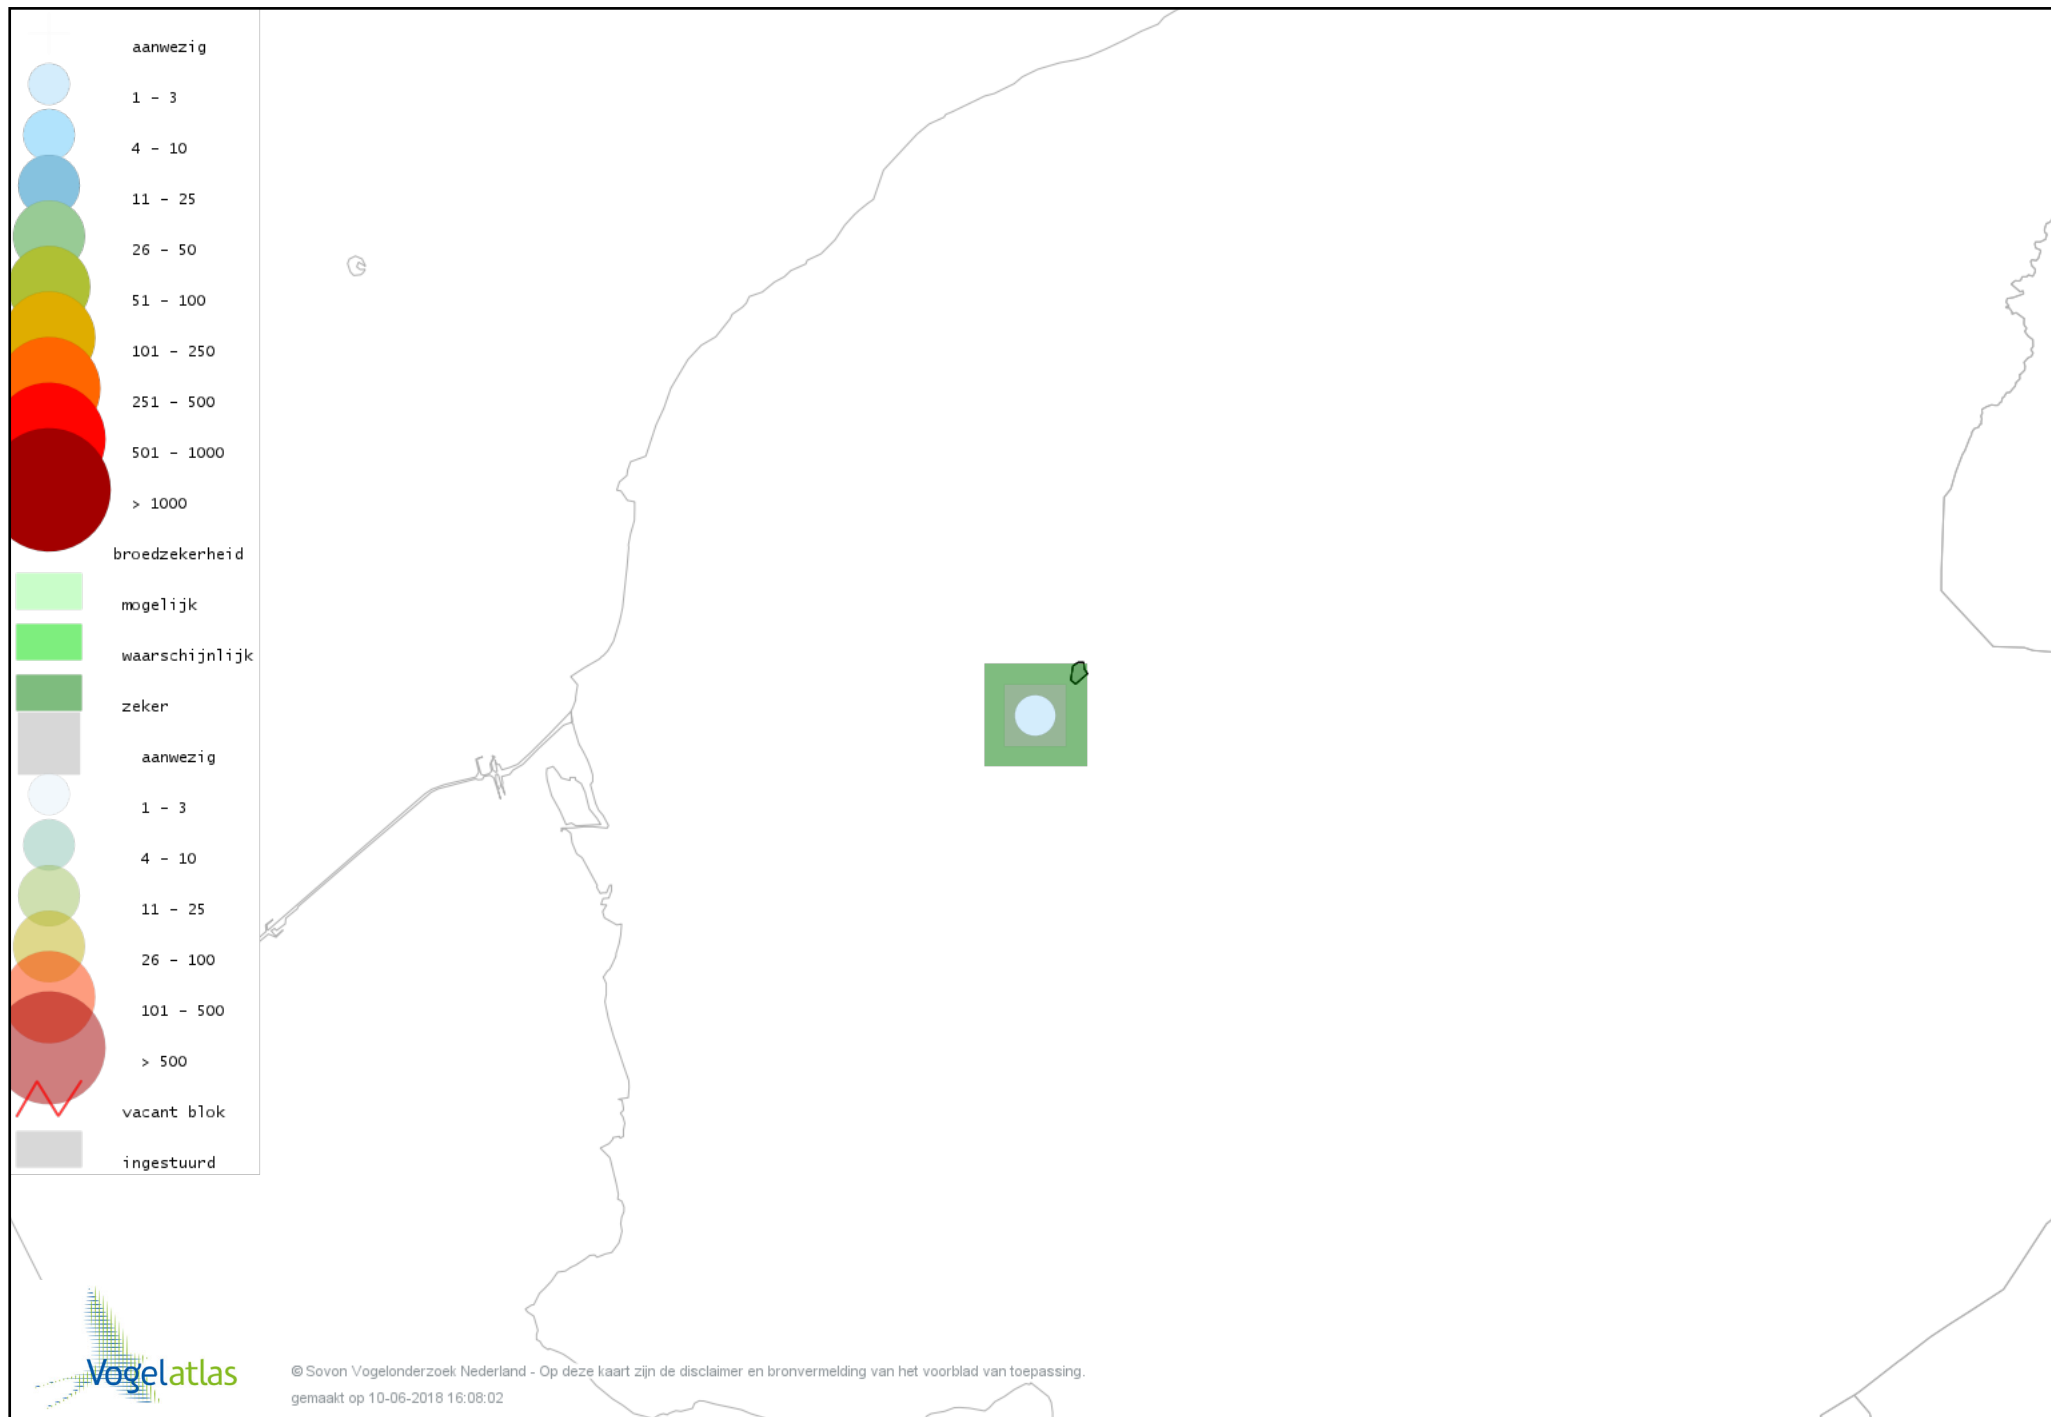 aanwezig
1 - 3
4 - 10
11 - 25
26 - 50
51 - 100
101 - 250
251 - 500
501 - 1000
> 1000
broedzekerheid
mogelijk
waarschijnlijk
zeker
aanwezig
1 - 3
4 - 10
11 - 25
26 - 100
101 - 500
> 500
vacant blok
ingestuurd
Vogelatlas
© Sovon Vogelonderzoek Nederland - Op deze kaart zijn de disclaimer en bronvermelding van het voorblad van toepassing.
gemaakt op 10-06-2018 16:08:02